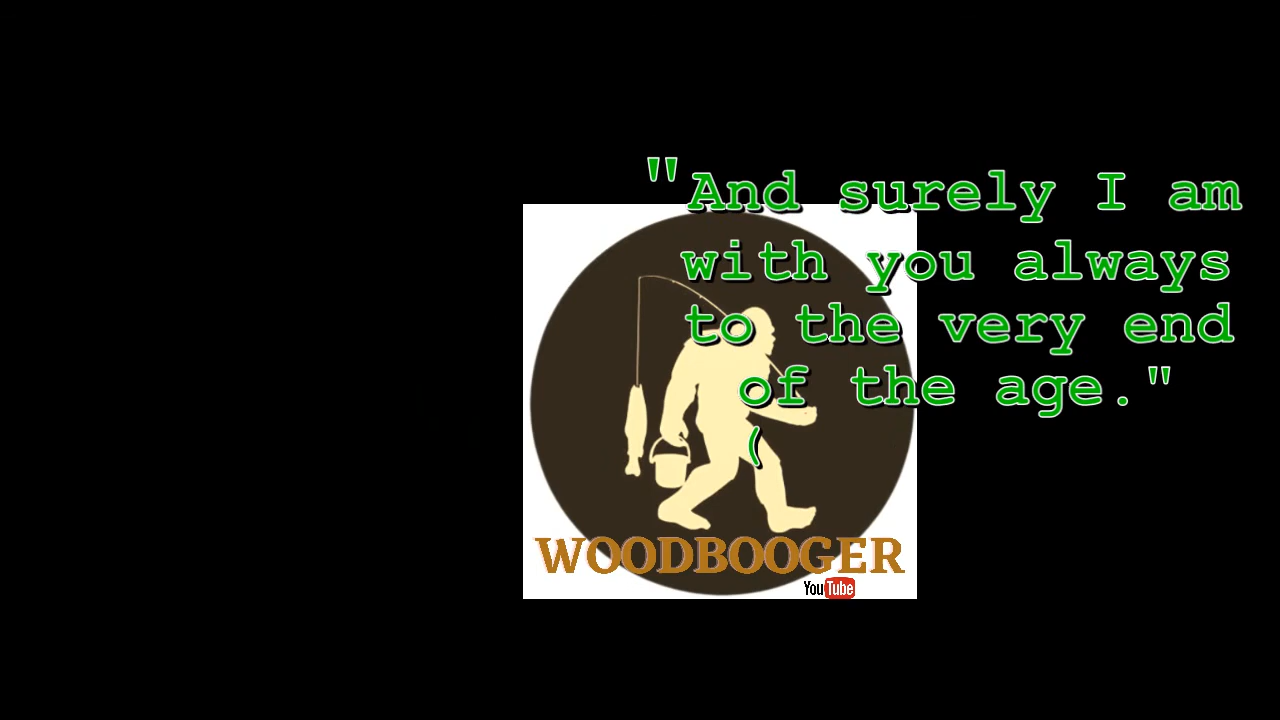 "And surely I am
with you always
to the very end
of the age."
(
WOODBOOGER
YouTube